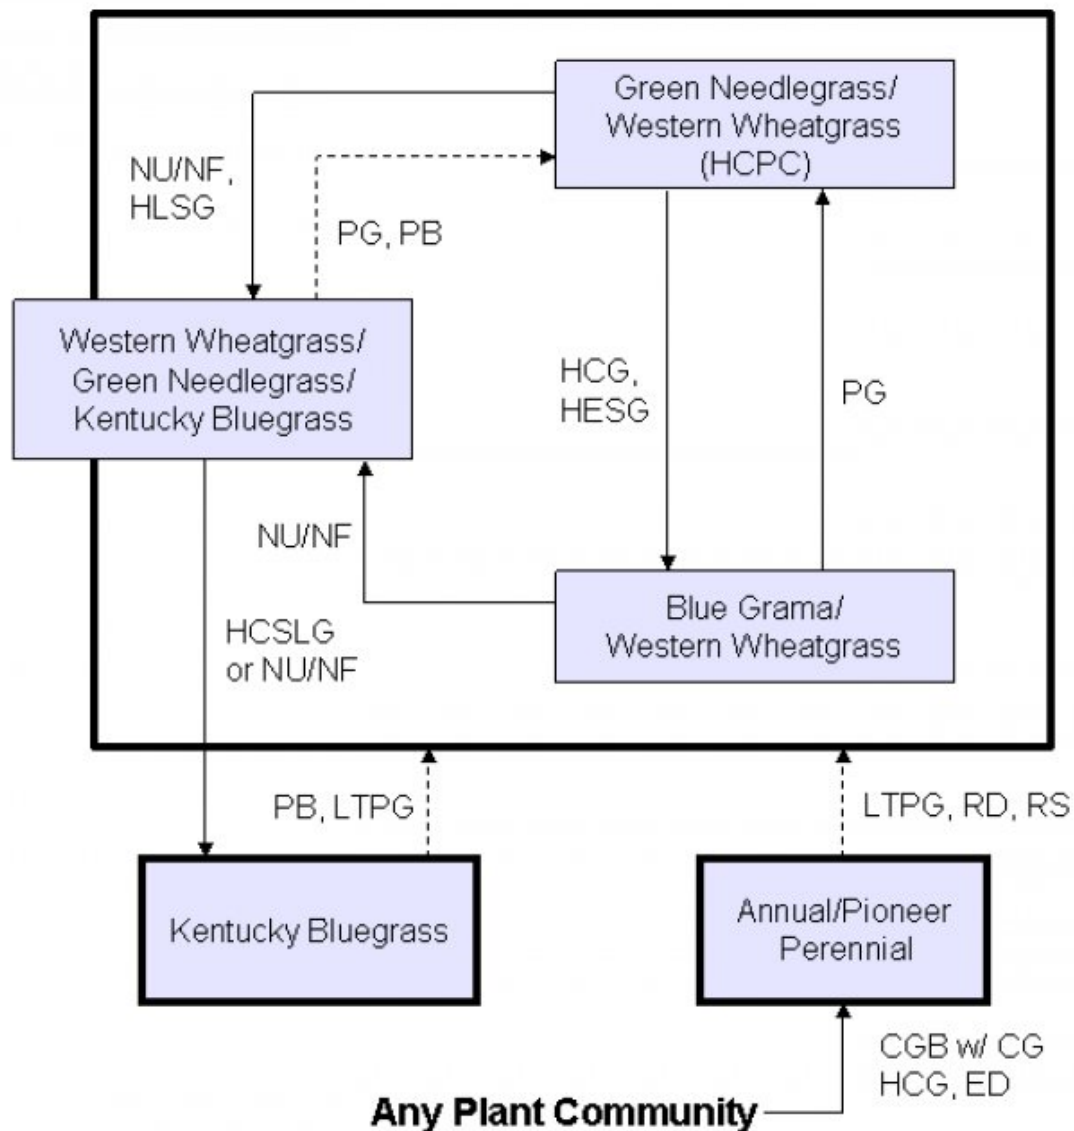 Green Needlegrass/
Western Wheatgrass
(HCPC)
NU/NF,
HLSG
PG, PB
Western Wheatgrass/
Green Needlegrass/
Kentucky Bluegrass
HCG,
HESG
PG
NU/NF
Blue Grama/
Western Wheatgrass
HCSLG
or NU/NF
PB, LTPG
LTPG, RD, RS
Kentucky Bluegrass
Annual/Pioneer
Perennial
CGB w/ CG
HCG, ED
Any Plant Community